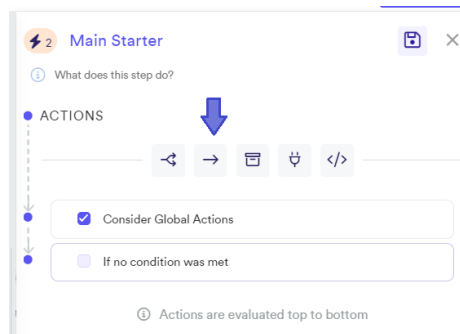 2 Main Starter
What does this step do?
ACTIONS
</>
Consider Global Actions
If no condition was met
Actions are evaluated top to bottom